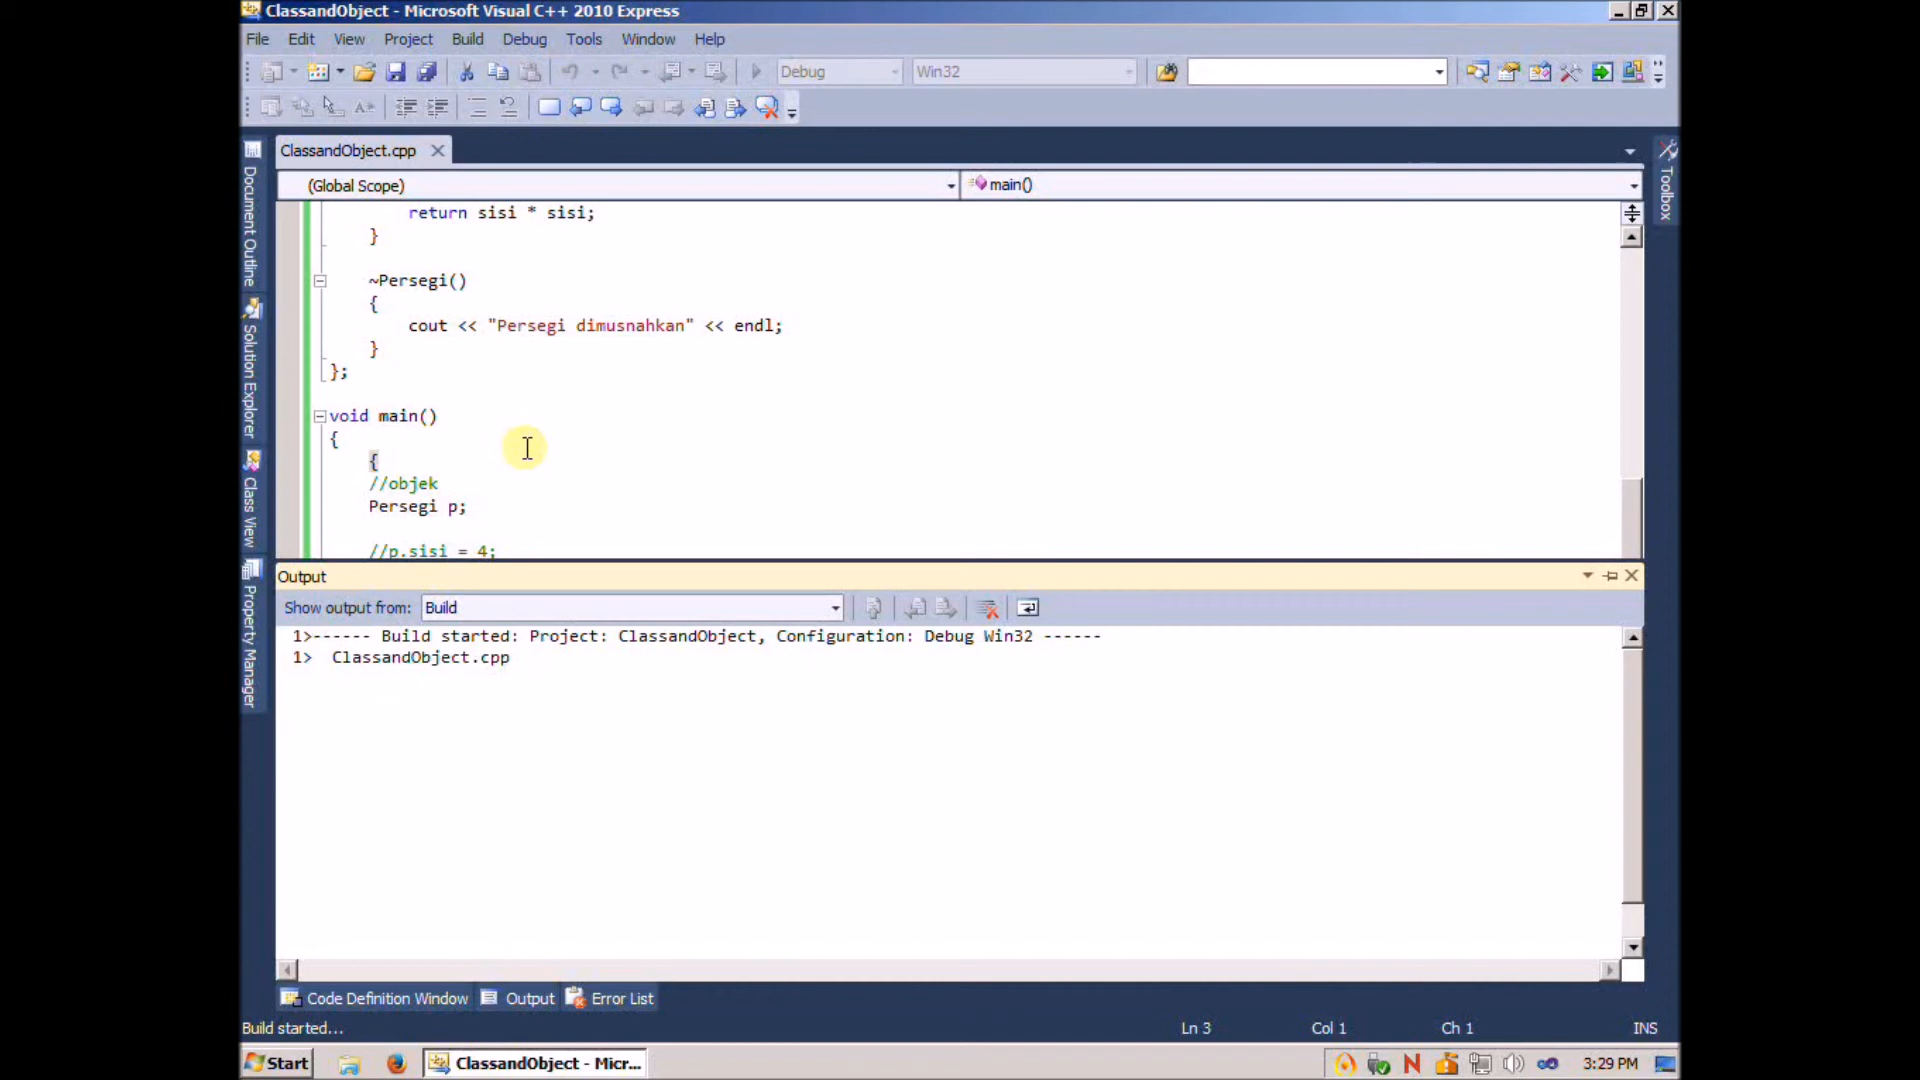 ClassandObject - Microsoft Visual C++ 2010 Express
File Edit View Project Build Debug Tools Window Help
Debug Win32
ClassandObject.cpp
(Global Scope) main()
return sisi * sisi;
}
~Persegi()
{
cout << "Persegi dimusnahkan" << endl;
}
};
void main()
{
{
//objek
Persegi p;
//p.sisi = 4;
Document Outline
Solution Explorer
Class View
Property Manager
Toolbox
Output
Show output from: Build
1>------ Build started: Project: ClassandObject, Configuration: Debug Win32 ------
1> ClassandObject.cpp
Code Definition Window Output Error List
Build started... Ln 3 Col 1 Ch 1 INS
Start ClassandObject - Micr... 3:29 PM